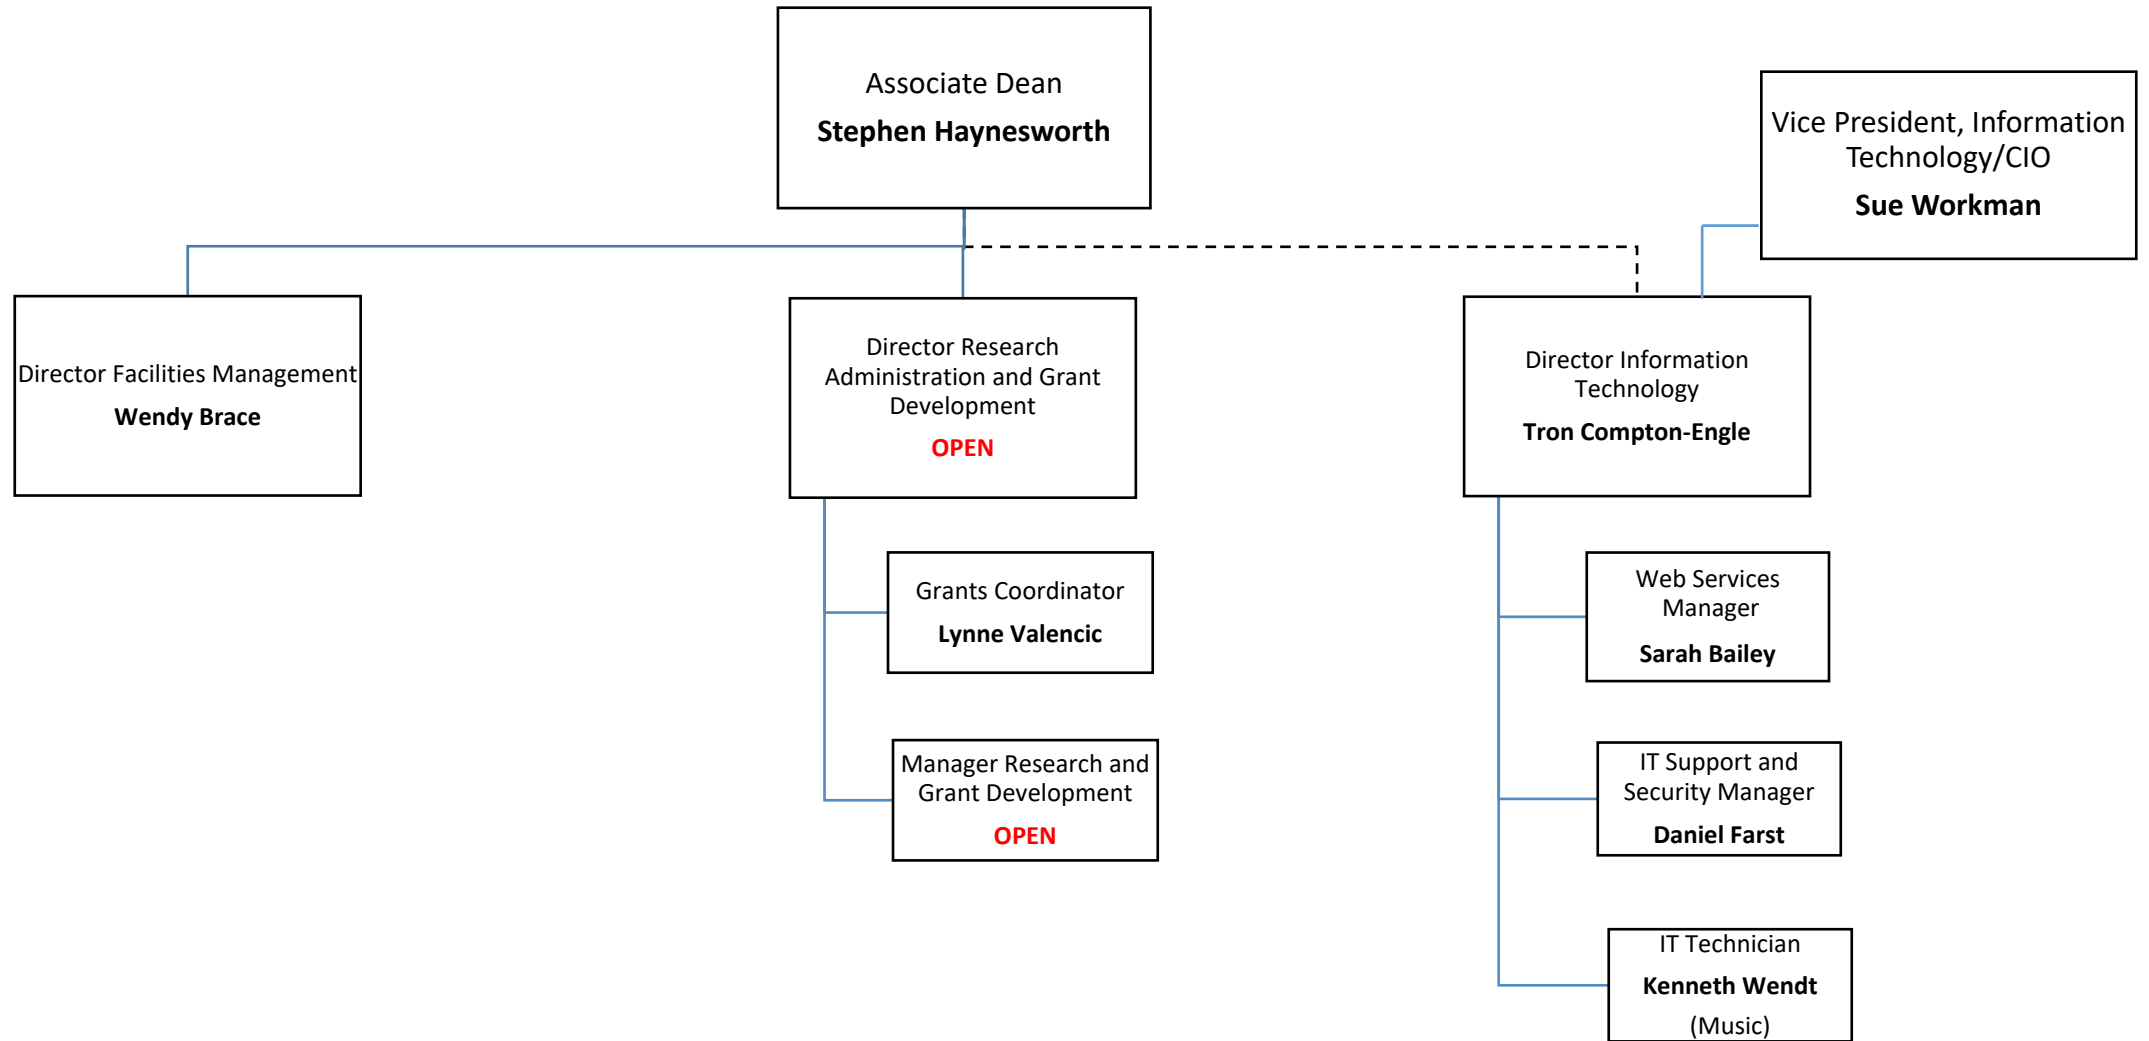 Associate Dean
Stephen Haynesworth
Vice President, Information
Technology/CIO
Sue Workman
Director Facilities Management
Wendy Brace
Director Research
Administration and Grant
Development
OPEN
Director Information
Technology
Tron Compton-Engle
Grants Coordinator
Lynne Valencic
Manager Research and
Grant Development
OPEN
Web Services
Manager
Sarah Bailey
IT Support and
Security Manager
Daniel Farst
IT Technician
Kenneth Wendt
(Music)